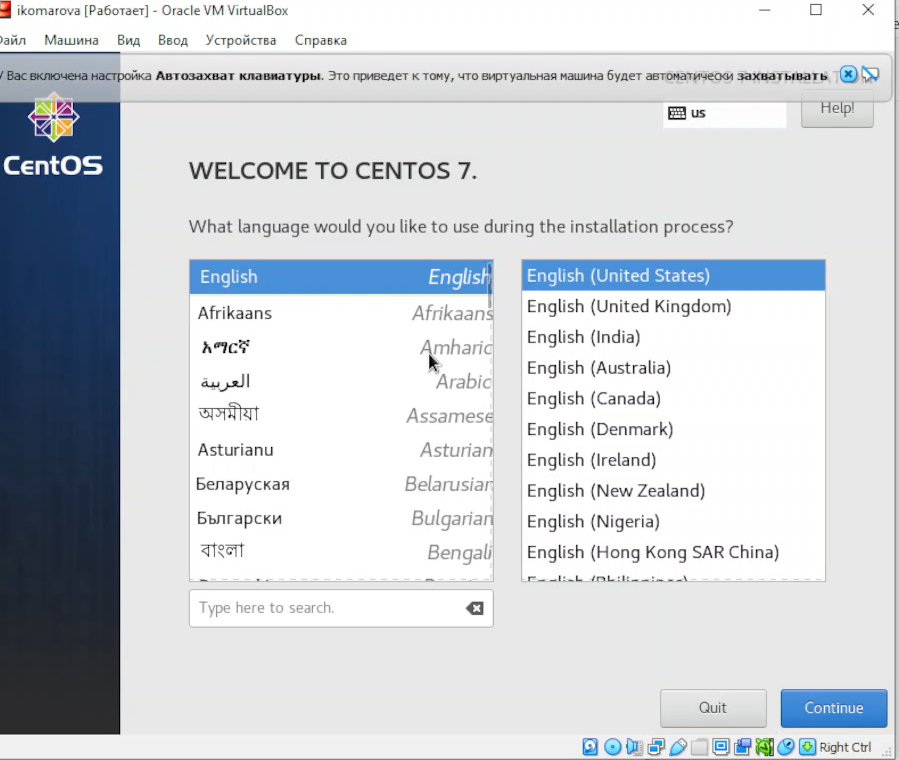 ikomarova [Работает] - Oracle VM VirtualBox
Файл Машина Вид Ввод Устройства Справка
У Вас включена настройка Автозахват клавиатуры. Это приведет к тому, что виртуальная машина будет автоматически захватывать
us
Help!
CentOS
WELCOME TO CENTOS 7.
What language would you like to use during the installation process?
English English
Afrikaans Afrikaans
አማርኛ Amharic
العربية Arabic
অসমীয়া Assamese
Asturianu Asturian
Беларуская Belarusian
Български Bulgarian
বাংলা Bengali
Type here to search.
English (United States)
English (United Kingdom)
English (India)
English (Australia)
English (Canada)
English (Denmark)
English (Ireland)
English (New Zealand)
English (Nigeria)
English (Hong Kong SAR China)
English (Philippines)
Quit
Continue
Right Ctrl